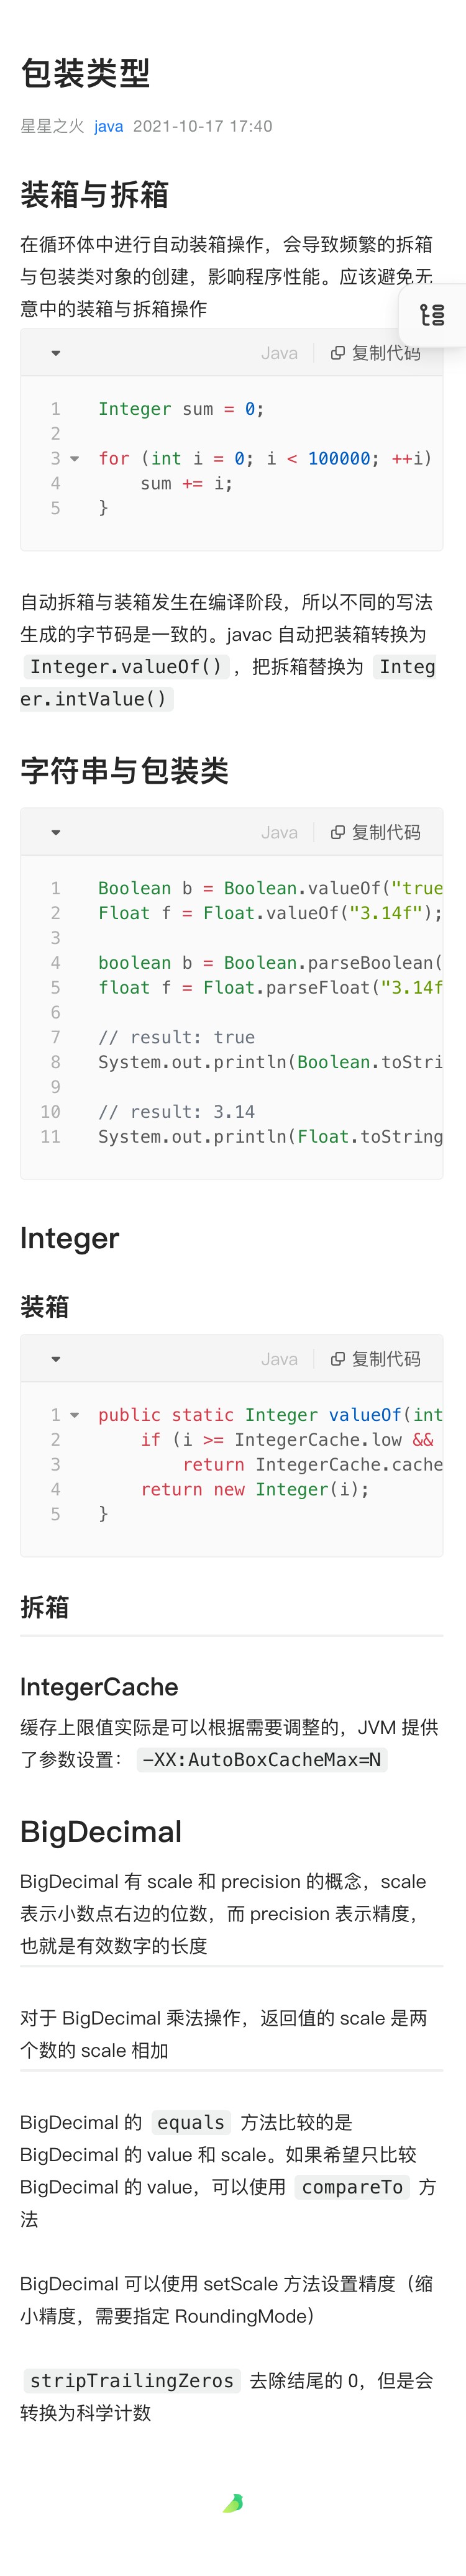 包装类型
星星之火 java 2021-10-17 17:40
装箱与拆箱
在循环体中进行自动装箱操作，会导致频繁的拆箱
与包装类对象的创建，影响程序性能。应该避免无
意中的装箱与拆箱操作
Java 复制代码
1 Integer sum = 0;
2
3 for (int i = 0; i < 100000; ++i)
4 sum += i;
5 }
自动拆箱与装箱发生在编译阶段，所以不同的写法
生成的字节码是一致的。javac 自动把装箱转换为
Integer.valueOf() ，把拆箱替换为 Integ
er.intValue()
字符串与包装类
Java 复制代码
1 Boolean b = Boolean.valueOf("true
2 Float f = Float.valueOf("3.14f");
3
4 boolean b = Boolean.parseBoolean(
5 float f = Float.parseFloat("3.14f
6
7 // result: true
8 System.out.println(Boolean.toStri
9
10 // result: 3.14
11 System.out.println(Float.toString
Integer
装箱
Java 复制代码
1 public static Integer valueOf(int
2 if (i >= IntegerCache.low &&
3 return IntegerCache.cache
4 return new Integer(i);
5 }
拆箱
IntegerCache
缓存上限值实际是可以根据需要调整的，JVM 提供
了参数设置： -XX:AutoBoxCacheMax=N
BigDecimal
BigDecimal 有 scale 和 precision 的概念，scale
表示小数点右边的位数，而 precision 表示精度，
也就是有效数字的长度
对于 BigDecimal 乘法操作，返回值的 scale 是两
个数的 scale 相加
BigDecimal 的 equals 方法比较的是
BigDecimal 的 value 和 scale。如果希望只比较
BigDecimal 的 value，可以使用 compareTo 方
法
BigDecimal 可以使用 setScale 方法设置精度（缩
小精度，需要指定 RoundingMode）
stripTrailingZeros 去除结尾的 0，但是会
转换为科学计数